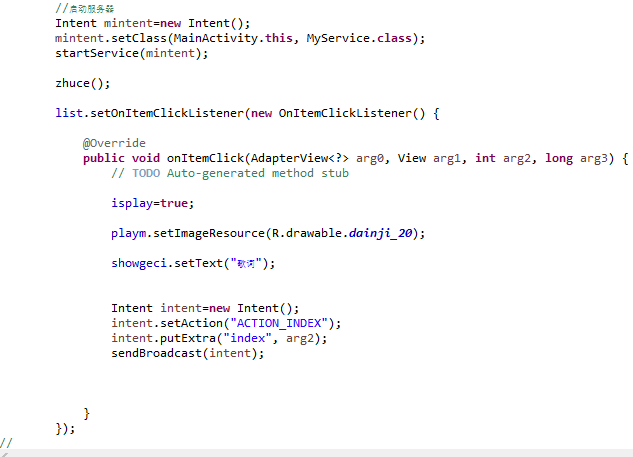 //启动服务器
Intent mintent=new Intent();
mintent.setClass(MainActivity.this, MyService.class);
startService(mintent);
zhuce();
list.setOnItemClickListener(new OnItemClickListener() {
@Override
public void onItemClick(AdapterView<?> arg0, View arg1, int arg2, long arg3) {
// TODO Auto-generated method stub
isplay=true;
playm.setImageResource(R.drawable.dainji_20);
showgeci.setText("歌词");
Intent intent=new Intent();
intent.setAction("ACTION_INDEX");
intent.putExtra("index", arg2);
sendBroadcast(intent);
}
});
//